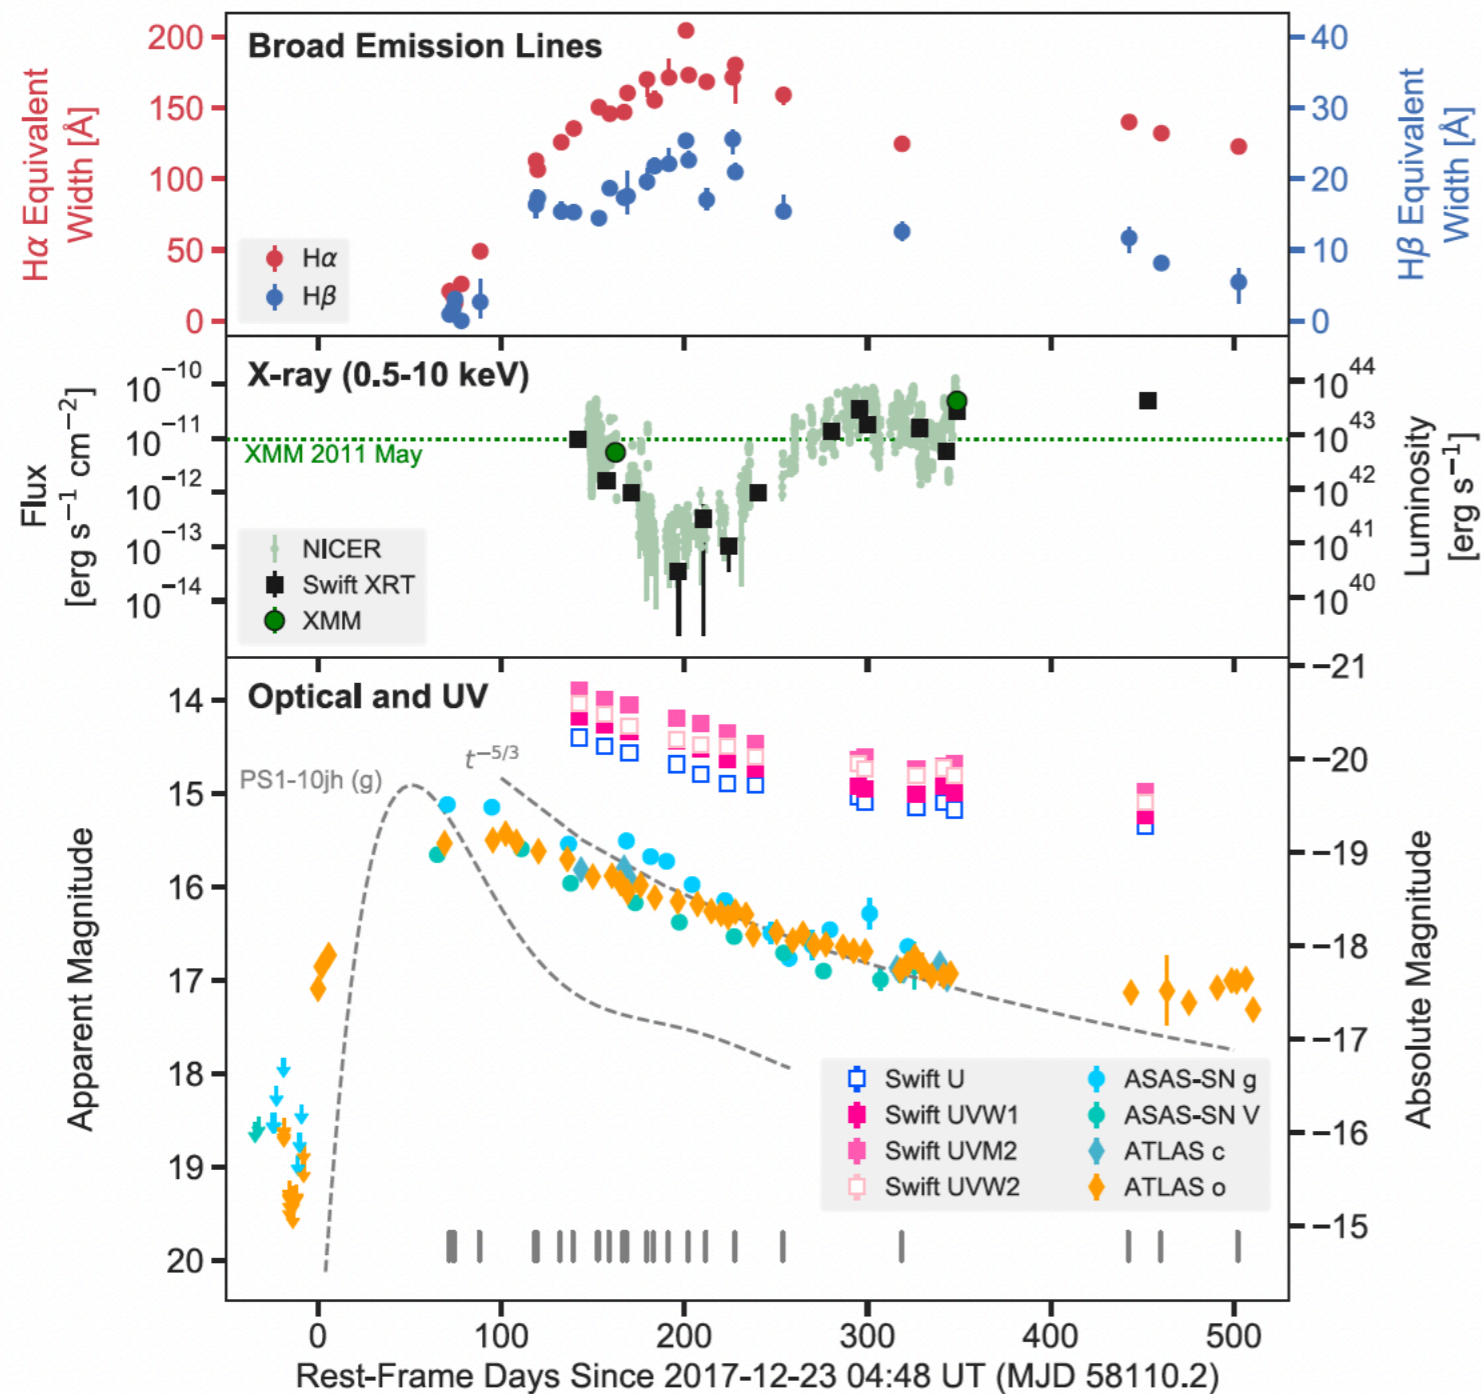 Broad Emission Lines
Hα Equivalent
Width [Å]
200
150
100
50
0
Hα
Hβ
40
30
20
10
0
Hβ Equivalent
Width [Å]
X-ray (0.5-10 keV)
Flux
[erg s−1 cm−2]
10−10
10−11
10−12
10−13
10−14
XMM 2011 May
NICER
Swift XRT
XMM
1044
1043
1042
1041
1040
Luminosity
[erg s−1]
Optical and UV
Apparent Magnitude
14
15
16
17
18
19
20
PS1-10jh (g)
t−5/3
Swift U
Swift UVW1
Swift UVM2
Swift UVW2
ASAS-SN g
ASAS-SN V
ATLAS c
ATLAS o
−21
−20
−19
−18
−17
−16
−15
Absolute Magnitude
0 100 200 300 400 500
Rest-Frame Days Since 2017-12-23 04:48 UT (MJD 58110.2)